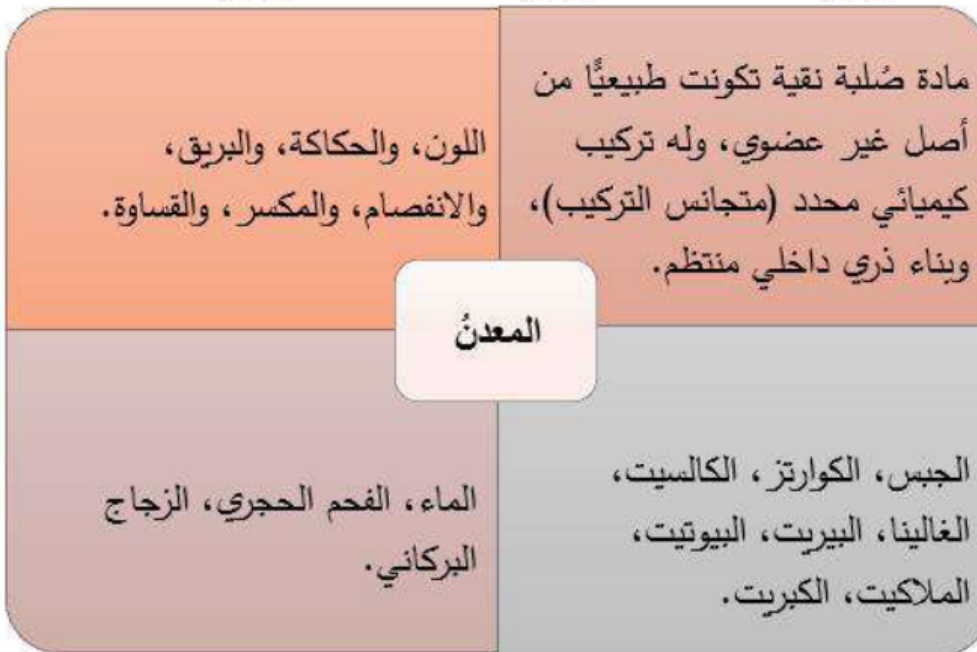 مادة صُلبة نقية تكونت طبيعيًّا من
أصل غير عضوي، وله تركيب
كيميائي محدد (متجانس التركيب)،
وبناء ذري داخلي منتظم.
اللون، والحكاكة، والبريق،
والانفصام، والمكسر، والقساوة.
المعدنُ
الجبس، الكوارتز، الكالسيت،
الغالينا، البيريت، البيوتيت،
الملاكيت، الكبريت.
الماء، الفحم الحجري، الزجاج
البركاني.